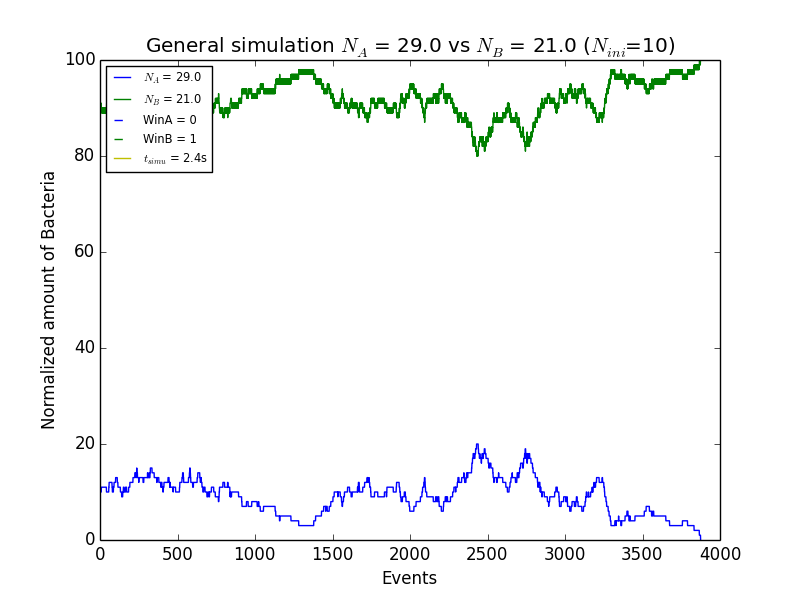 General simulation N_A = 29.0 vs N_B = 21.0 (N_ini=10)
100
80
60
40
20
0
Normalized amount of Bacteria
N_A = 29.0
N_B = 21.0
WinA = 0
WinB = 1
t_simu = 2.4s
0 500 1000 1500 2000 2500 3000 3500 4000
Events